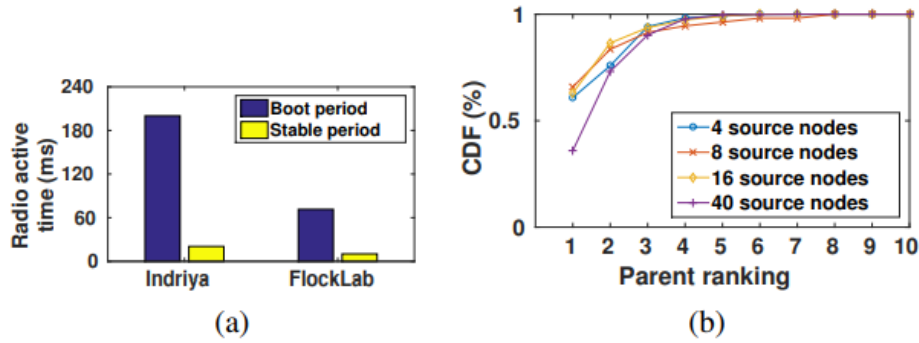 240
180
120
60
0
Radio active
time (ms)
Boot period
Stable period
Indriya
FlockLab
(a)
1
0.5
0
CDF (%)
4 source nodes
8 source nodes
16 source nodes
40 source nodes
1 2 3 4 5 6 7 8 9 10
Parent ranking
(b)